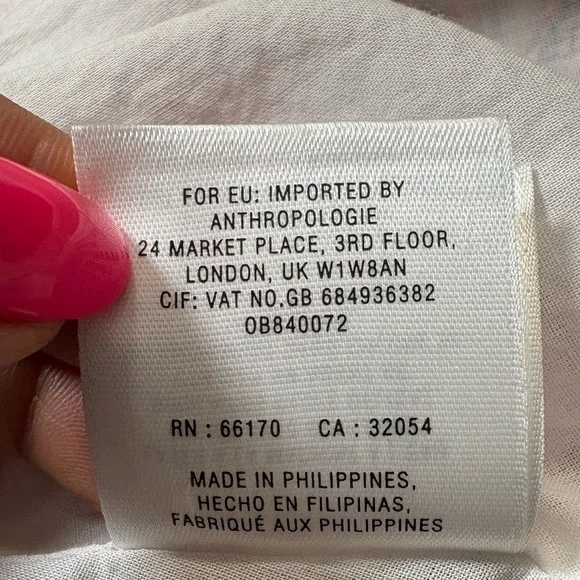 FOR EU: IMPORTED BY
ANTHROPOLOGIE
24 MARKET PLACE, 3RD FLOOR,
LONDON, UK W1W8AN
CIF: VAT NO.GB 684936382
OB840072
RN : 66170 CA : 32054
MADE IN PHILIPPINES,
HECHO EN FILIPINAS,
FABRIQUÉ AUX PHILIPPINES